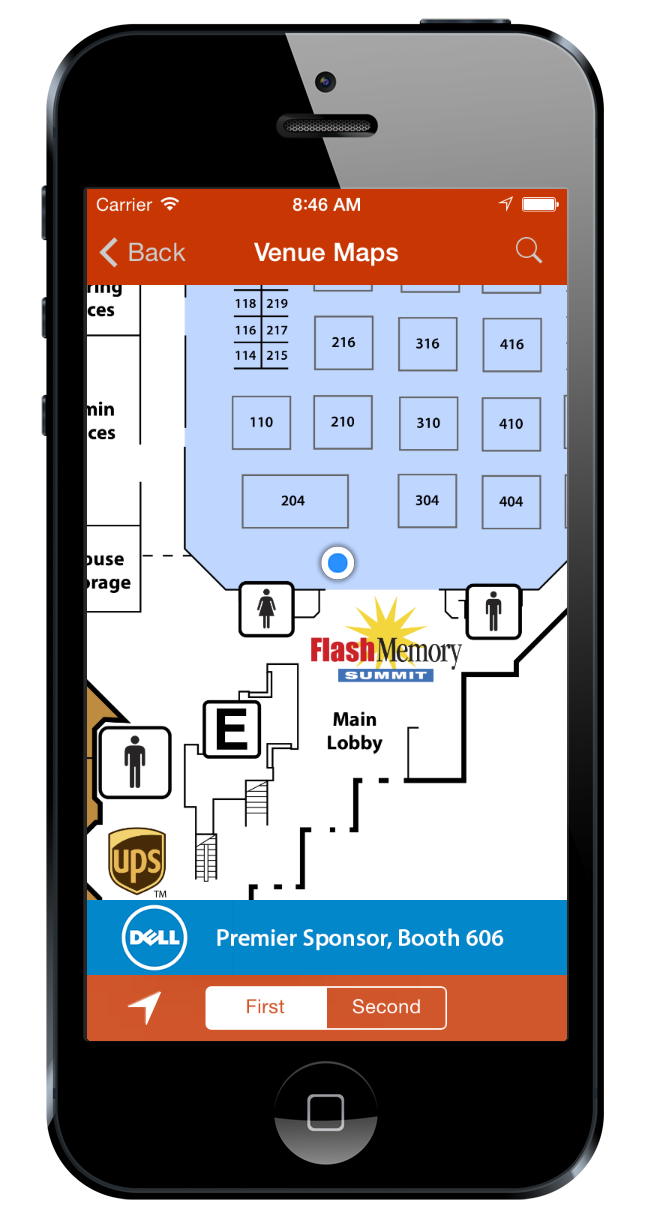 Carrier
8:46 AM
Back
Venue Maps
ring
ces
118 219
116 217
114 215
216
316
416
min
ces
110
210
310
410
204
304
404
ouse
orage
FlashMemory
SUMMIT
E
Main
Lobby
ups
TM
DELL
Premier Sponsor, Booth 606
First
Second